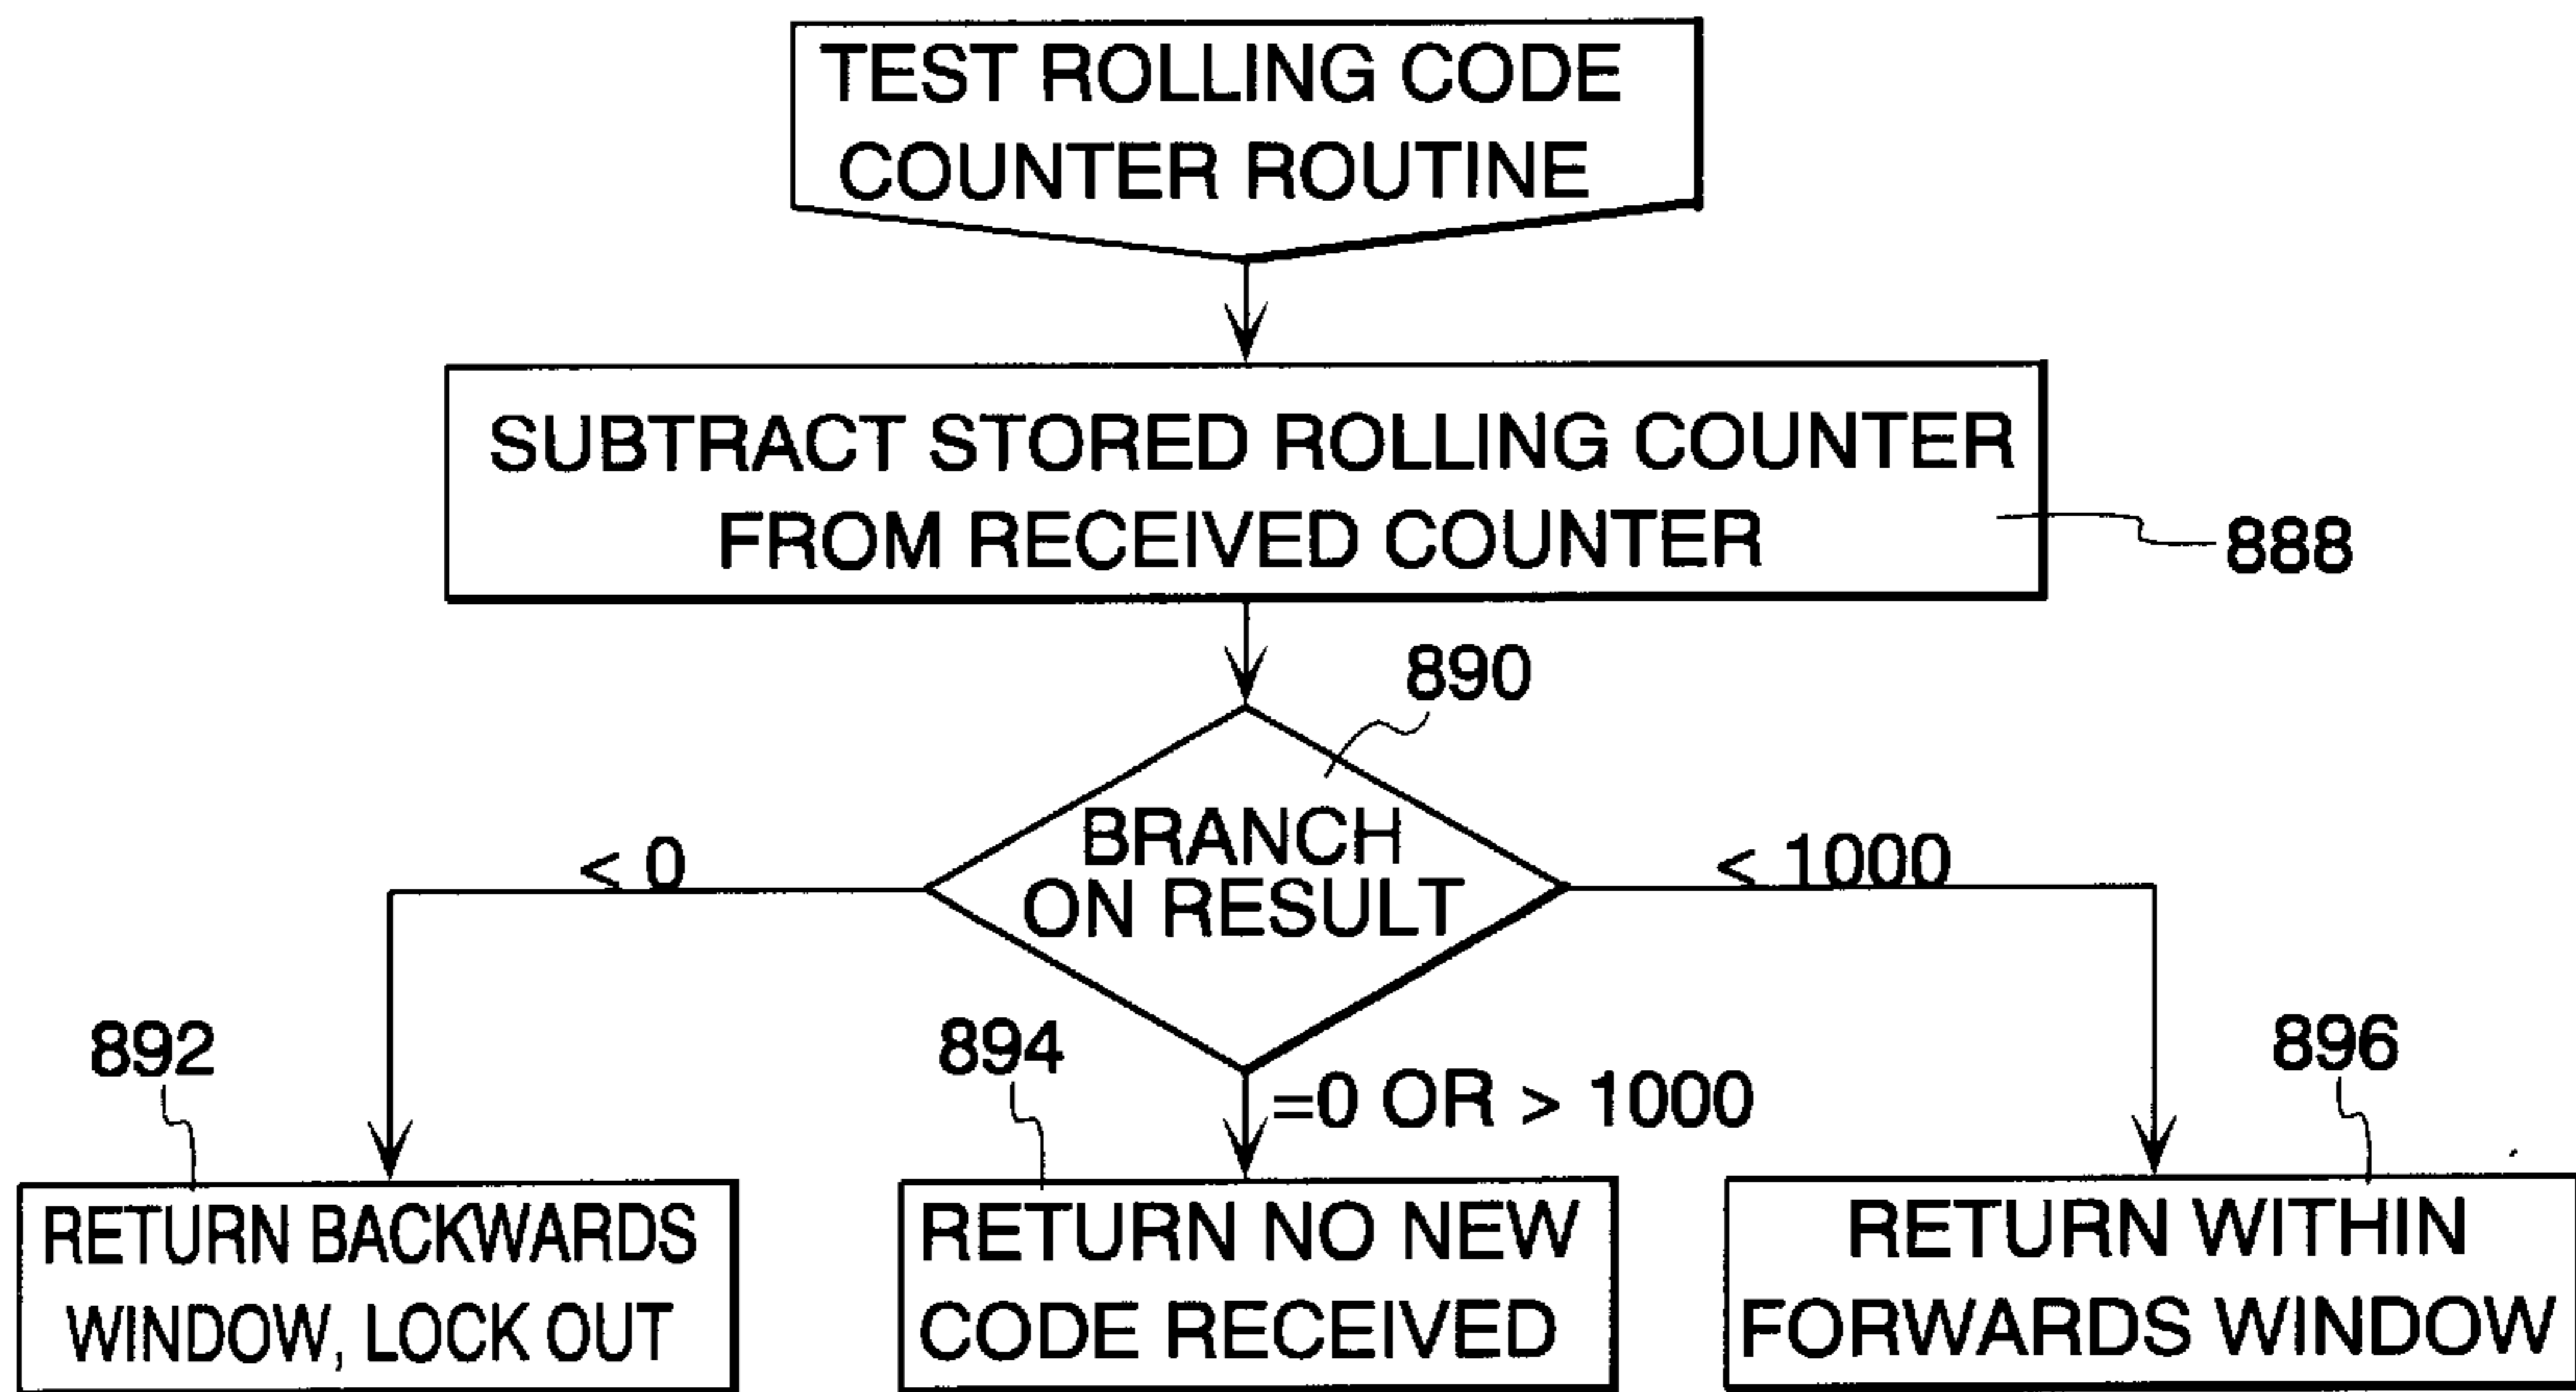 TEST ROLLING CODE
COUNTER ROUTINE
SUBTRACT STORED ROLLING COUNTER
FROM RECEIVED COUNTER
888
890
BRANCH
ON RESULT
< 0
< 1000
=0 OR > 1000
892
894
896
RETURN BACKWARDS
WINDOW, LOCK OUT
RETURN NO NEW
CODE RECEIVED
RETURN WITHIN
FORWARDS WINDOW